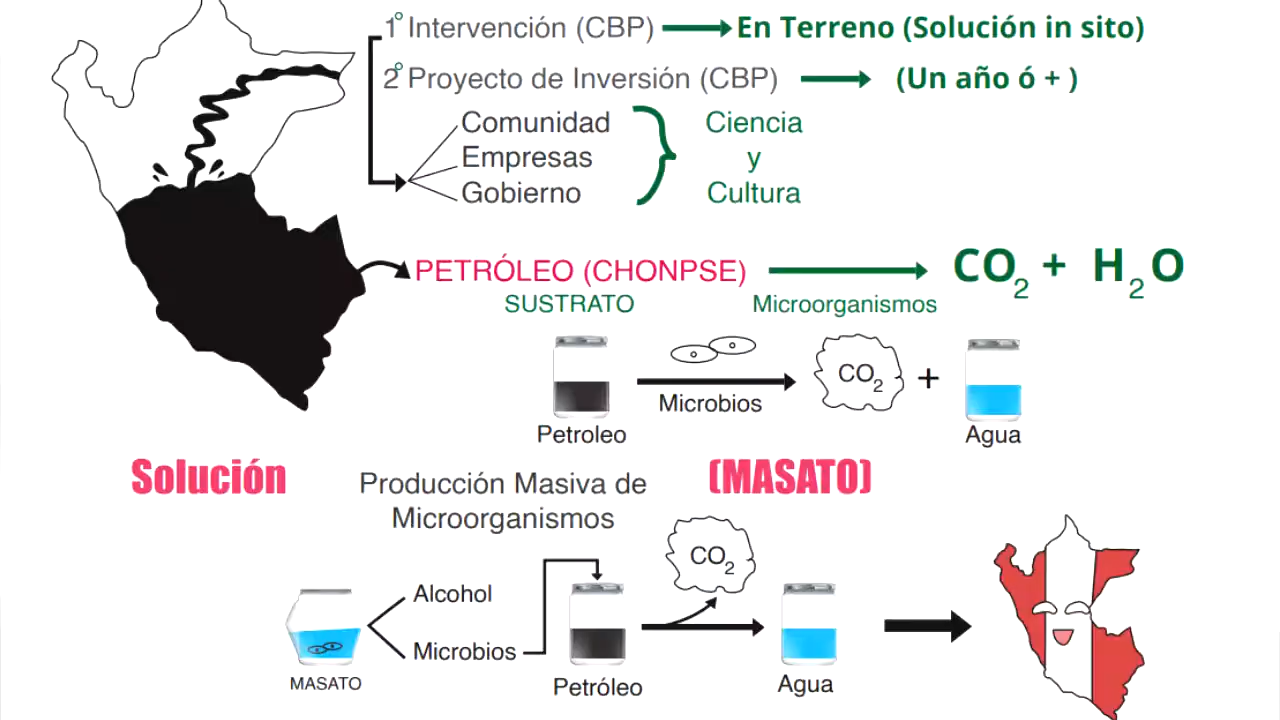 1° Intervención (CBP) En Terreno (Solución in sito)
2° Proyecto de Inversión (CBP) (Un año ó + )
Comunidad
Empresas
Gobierno
Ciencia
y
Cultura
PETRÓLEO (CHONPSE) CO2 + H2O
SUSTRATO Microorganismos
CO2 +
Microbios
Petroleo Agua
Solución
Producción Masiva de
Microorganismos
(MASATO)
CO2
Alcohol
Microbios
MASATO Petróleo Agua